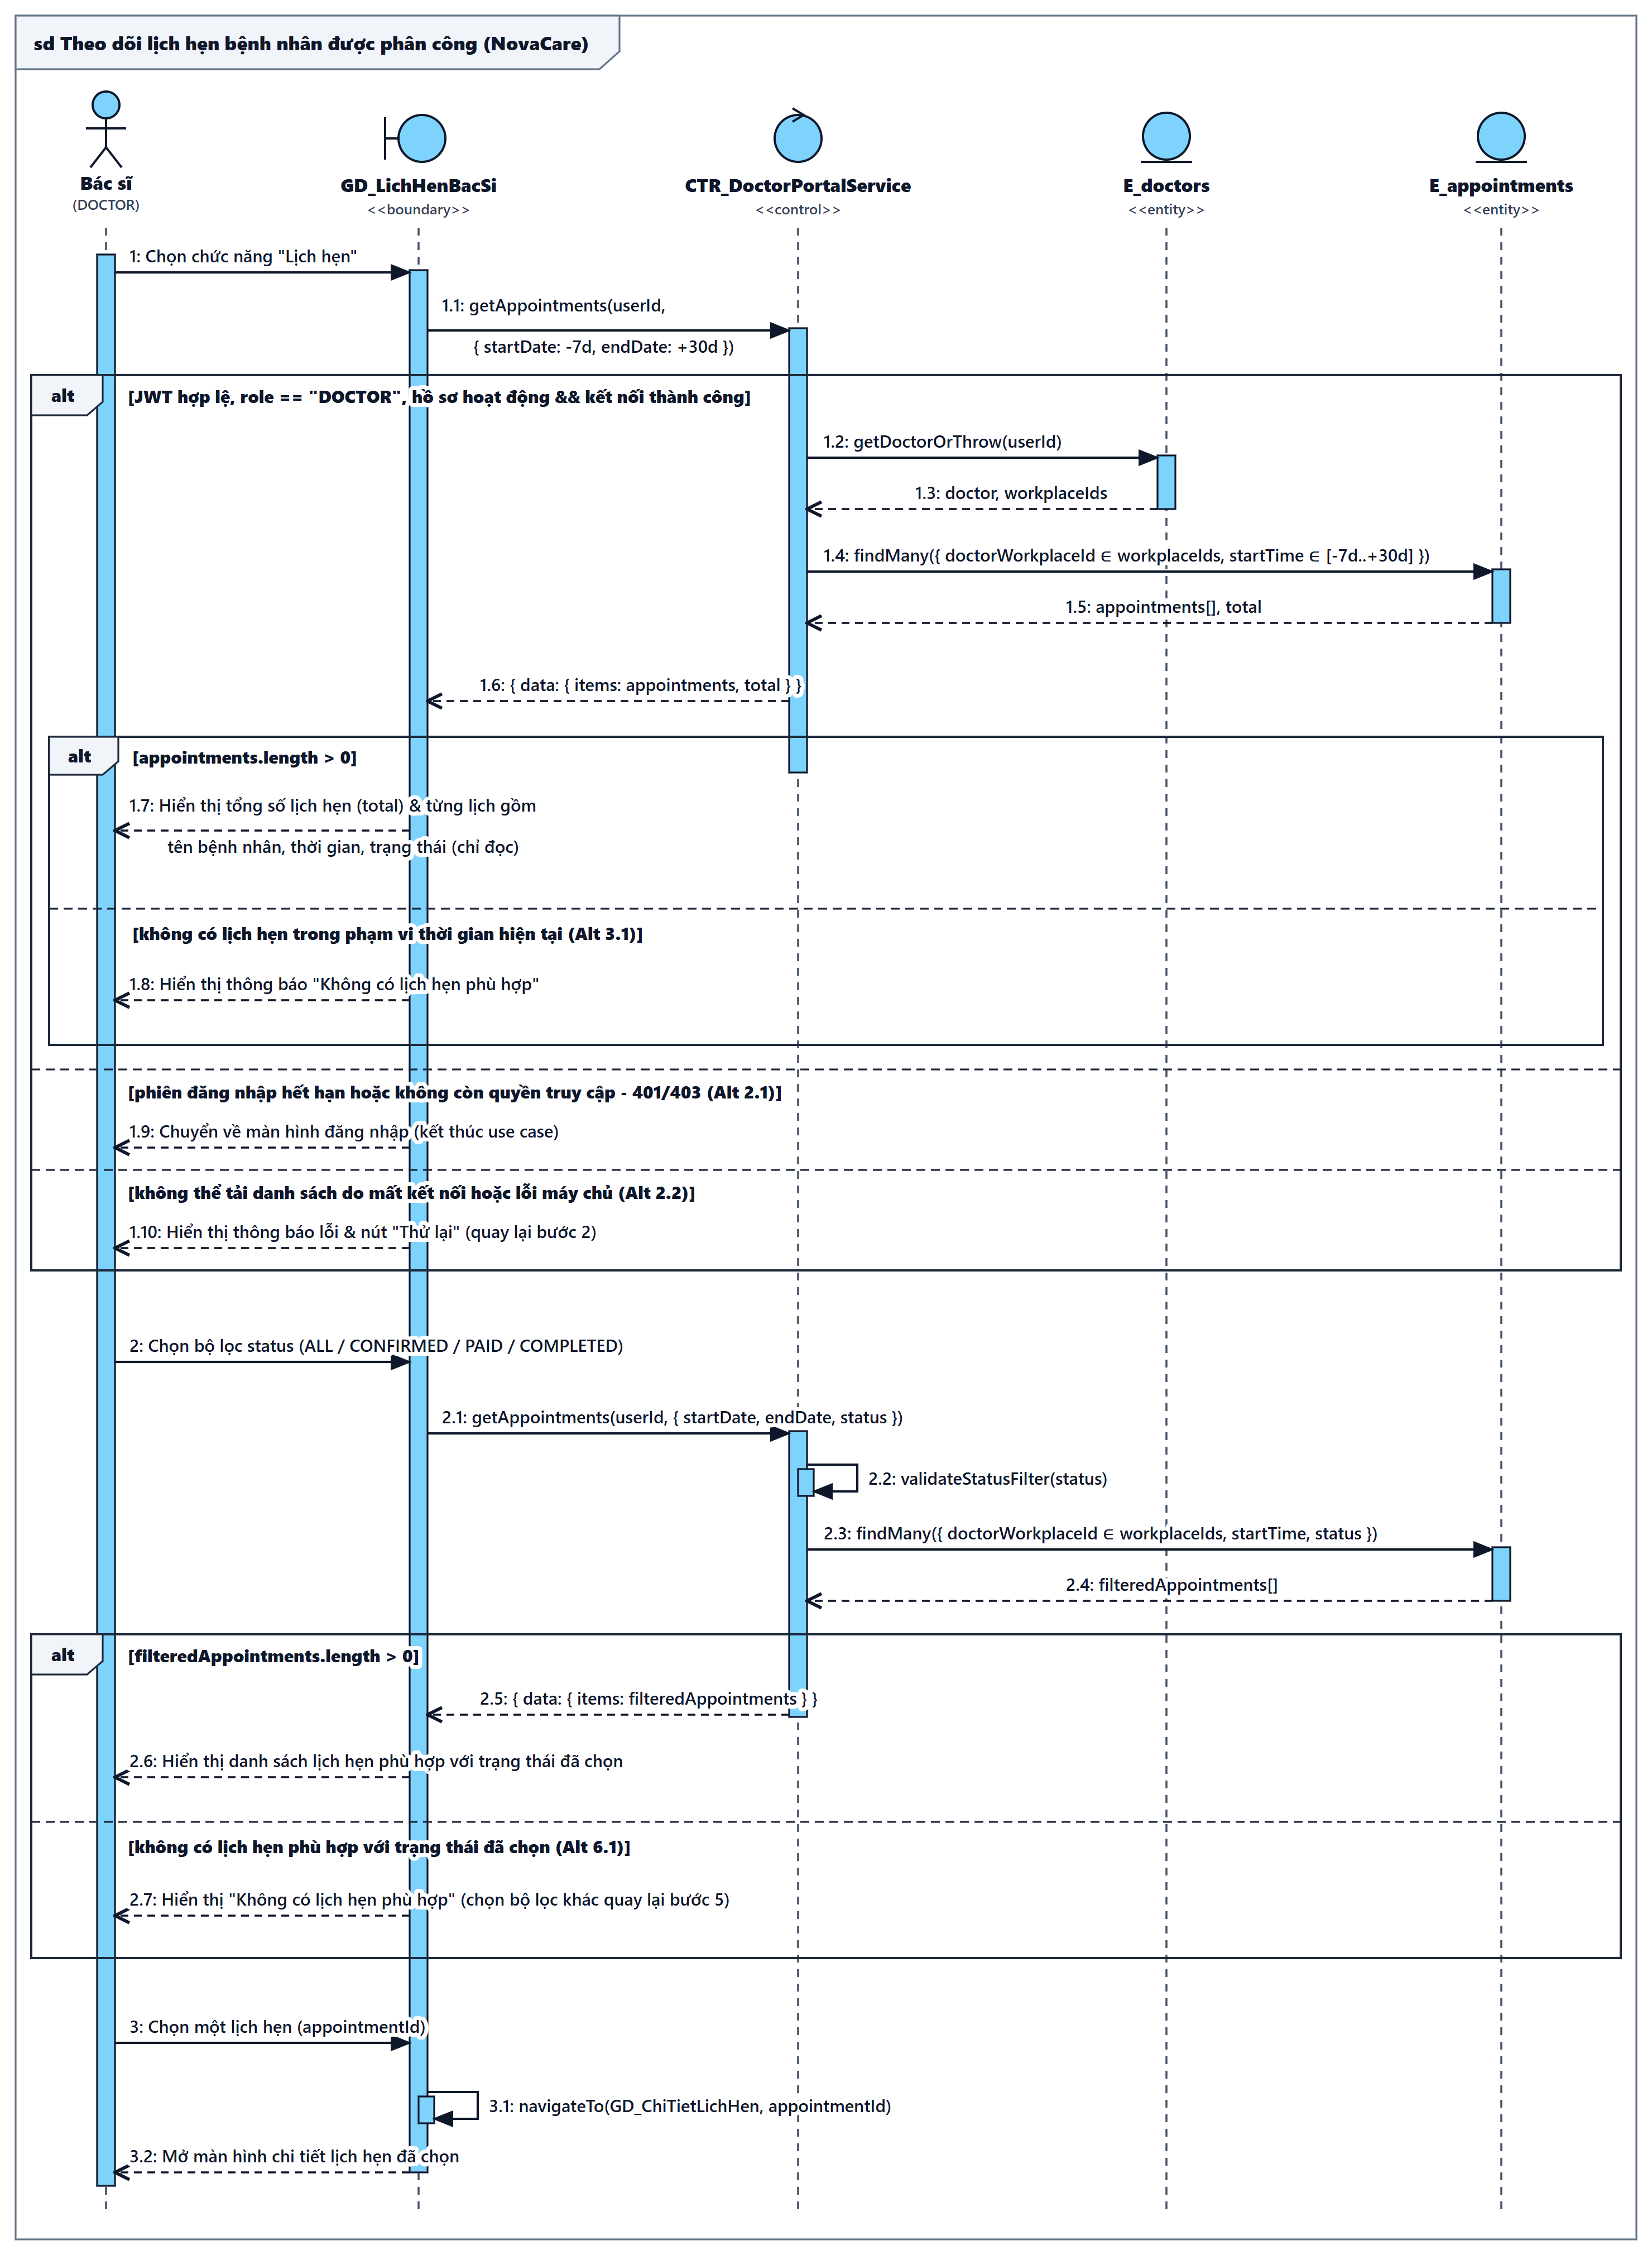 sd Theo dõi lịch hẹn bệnh nhân được phân công (NovaCare)
Bác sĩ
(DOCTOR)
GD_LichHenBacSi
<<boundary>>
CTR_DoctorPortalService
<<control>>
E_doctors
<<entity>>
E_appointments
<<entity>>
1: Chọn chức năng "Lịch hẹn"
1.1: getAppointments(userId,
{ startDate: -7d, endDate: +30d })
alt
[JWT hợp lệ, role == "DOCTOR", hồ sơ hoạt động && kết nối thành công]
1.2: getDoctorOrThrow(userId)
1.3: doctor, workplaceIds
1.4: findMany({ doctorWorkplaceId ∈ workplaceIds, startTime ∈ [-7d..+30d] })
1.5: appointments[], total
1.6: { data: { items: appointments, total } }
alt
[appointments.length > 0]
1.7: Hiển thị tổng số lịch hẹn (total) & từng lịch gồm
tên bệnh nhân, thời gian, trạng thái (chỉ đọc)
[không có lịch hẹn trong phạm vi thời gian hiện tại (Alt 3.1)]
1.8: Hiển thị thông báo "Không có lịch hẹn phù hợp"
[phiên đăng nhập hết hạn hoặc không còn quyền truy cập - 401/403 (Alt 2.1)]
1.9: Chuyển về màn hình đăng nhập (kết thúc use case)
[không thể tải danh sách do mất kết nối hoặc lỗi máy chủ (Alt 2.2)]
1.10: Hiển thị thông báo lỗi & nút "Thử lại" (quay lại bước 2)
2: Chọn bộ lọc status (ALL / CONFIRMED / PAID / COMPLETED)
2.1: getAppointments(userId, { startDate, endDate, status })
2.2: validateStatusFilter(status)
2.3: findMany({ doctorWorkplaceId ∈ workplaceIds, startTime, status })
2.4: filteredAppointments[]
alt
[filteredAppointments.length > 0]
2.5: { data: { items: filteredAppointments } }
2.6: Hiển thị danh sách lịch hẹn phù hợp với trạng thái đã chọn
[không có lịch hẹn phù hợp với trạng thái đã chọn (Alt 6.1)]
2.7: Hiển thị "Không có lịch hẹn phù hợp" (chọn bộ lọc khác quay lại bước 5)
3: Chọn một lịch hẹn (appointmentId)
3.1: navigateTo(GD_ChiTietLichHen, appointmentId)
3.2: Mở màn hình chi tiết lịch hẹn đã chọn